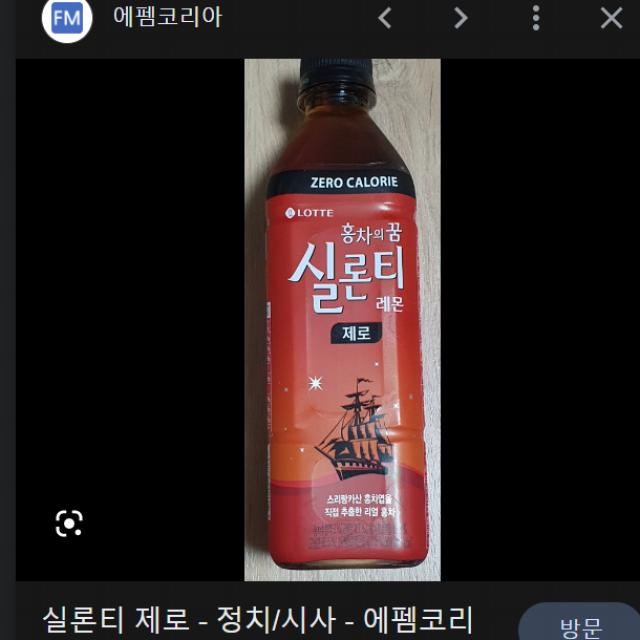 FM 에펨코리아
ZERO CALORIE
LOTTE
홍차의 꿈
실론티
레몬
제로
스리랑카산 홍차엽을
직접 추출한 리얼 홍차
실론티 제로 - 정치/시사 - 에펨코리
방문